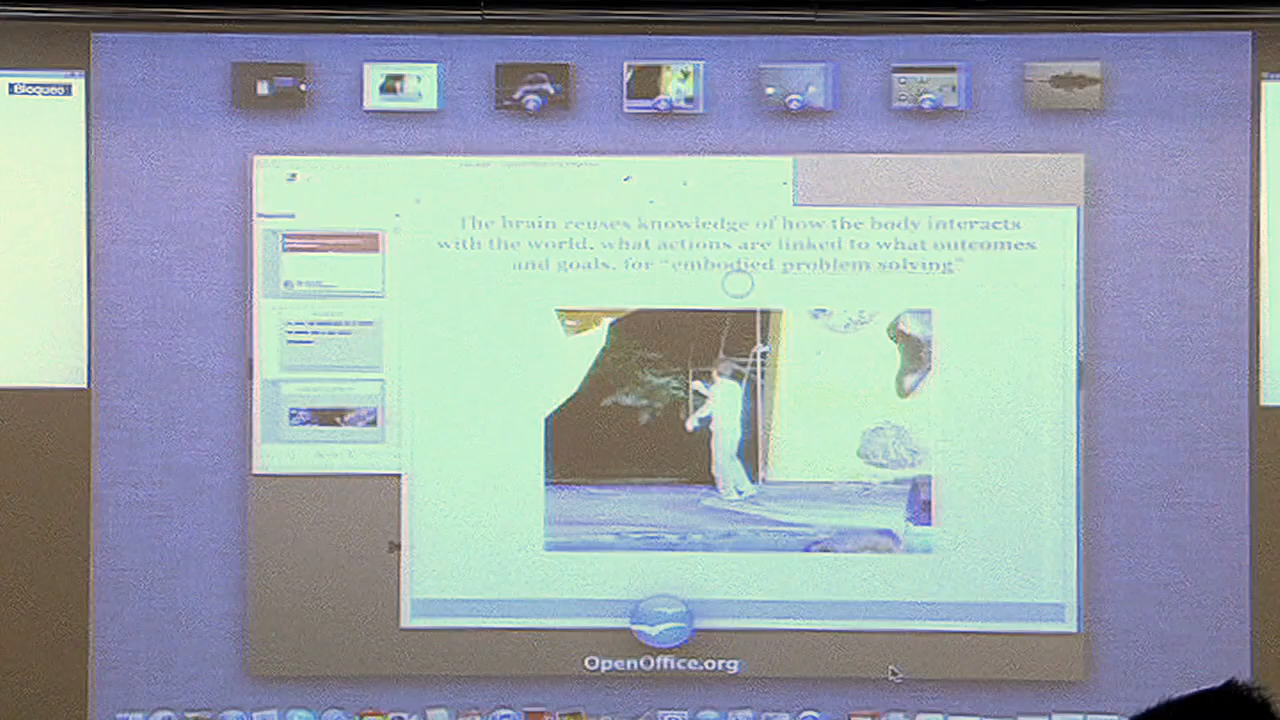 Bloqueo
The brain reuses knowledge of how the body interacts
with the world, what actions are linked to what outcomes
and goals, for “embodied problem solving”
OpenOffice.org